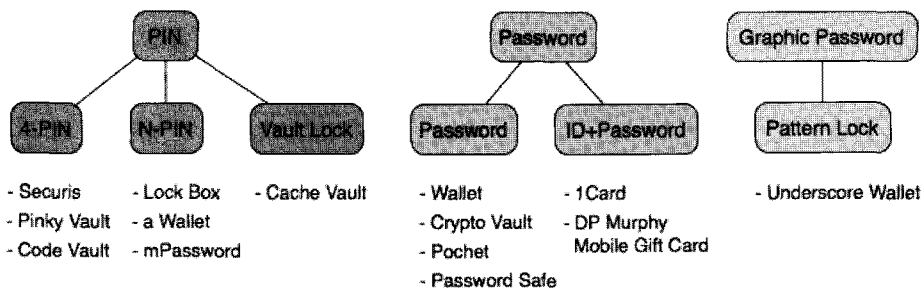 PIN
Password
Graphic Password
4-PIN
N-PIN
Vault Lock
Password
ID+Password
Pattern Lock
- Securis
- Pinky Vault
- Code Vault
- Lock Box
- a Wallet
- mPassword
- Cache Vault
- Wallet
- Crypto Vault
- Pochet
- Password Safe
- 1Card
- DP Murphy
Mobile Gift Card
- Underscore Wallet